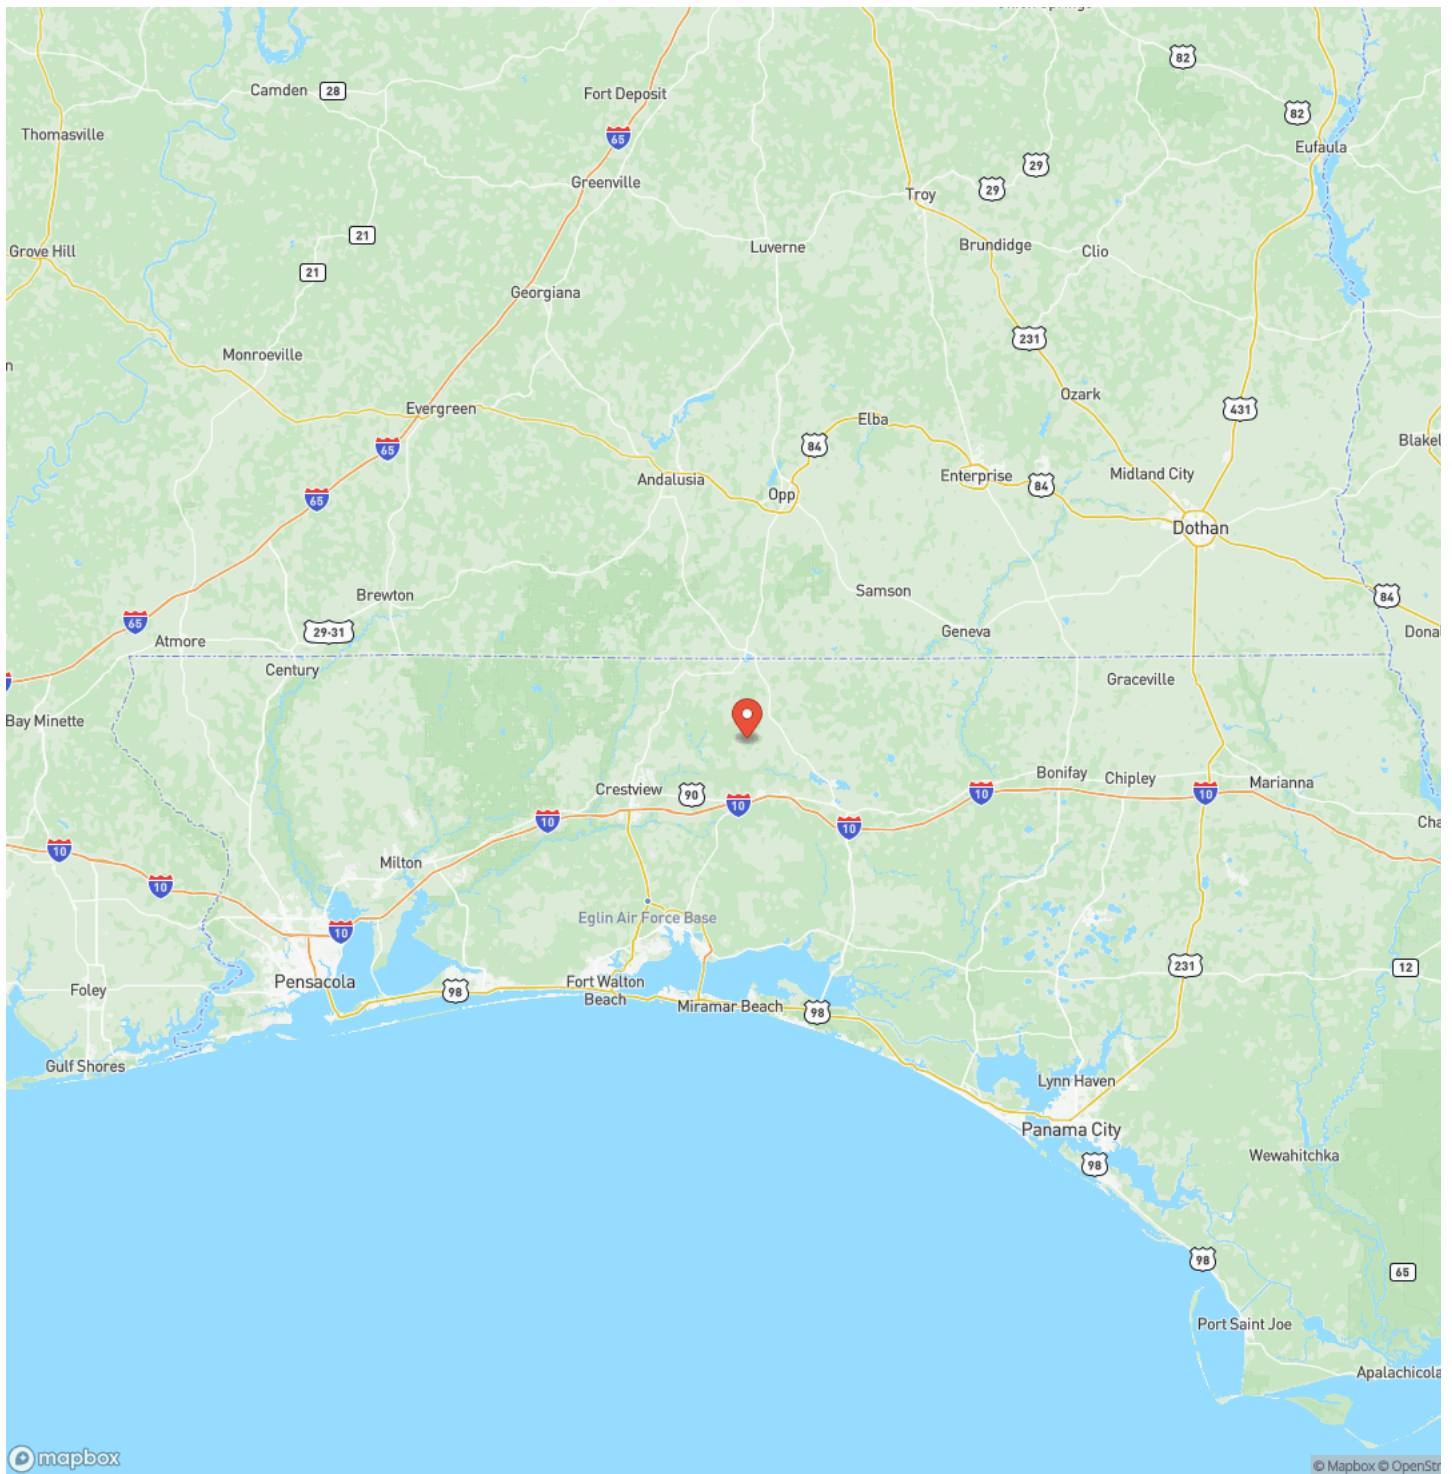 Camden
28
Fort Deposit
82
82
Thomasville
65
Eufaula
29
Greenville
29
Troy
21
Grove Hill
Luverne
Brundidge
Clio
21
Georgiana
231
Monroeville
n
Ozark
Evergreen
431
Elba
84
65
Blakel
Andalusia
Enterprise
Midland City
84
Opp
65
Dothan
Brewton
Samson
84
65
29-31
Atmore
Geneva
Dona
Century
Graceville
Bay Minette
Bonifay
Chipley
Marianna
Crestview
90
10
10
10
10
10
Cha
10
Milton
10
Eglin Air Force Base
10
231
12
Pensacola
Fort Walton
Beach
98
Foley
Miramar Beach
98
Gulf Shores
Lynn Haven
Panama City
Wewahitchka
98
98
65
Port Saint Joe
Apalachicola
mapbox
© Mapbox © OpenStr